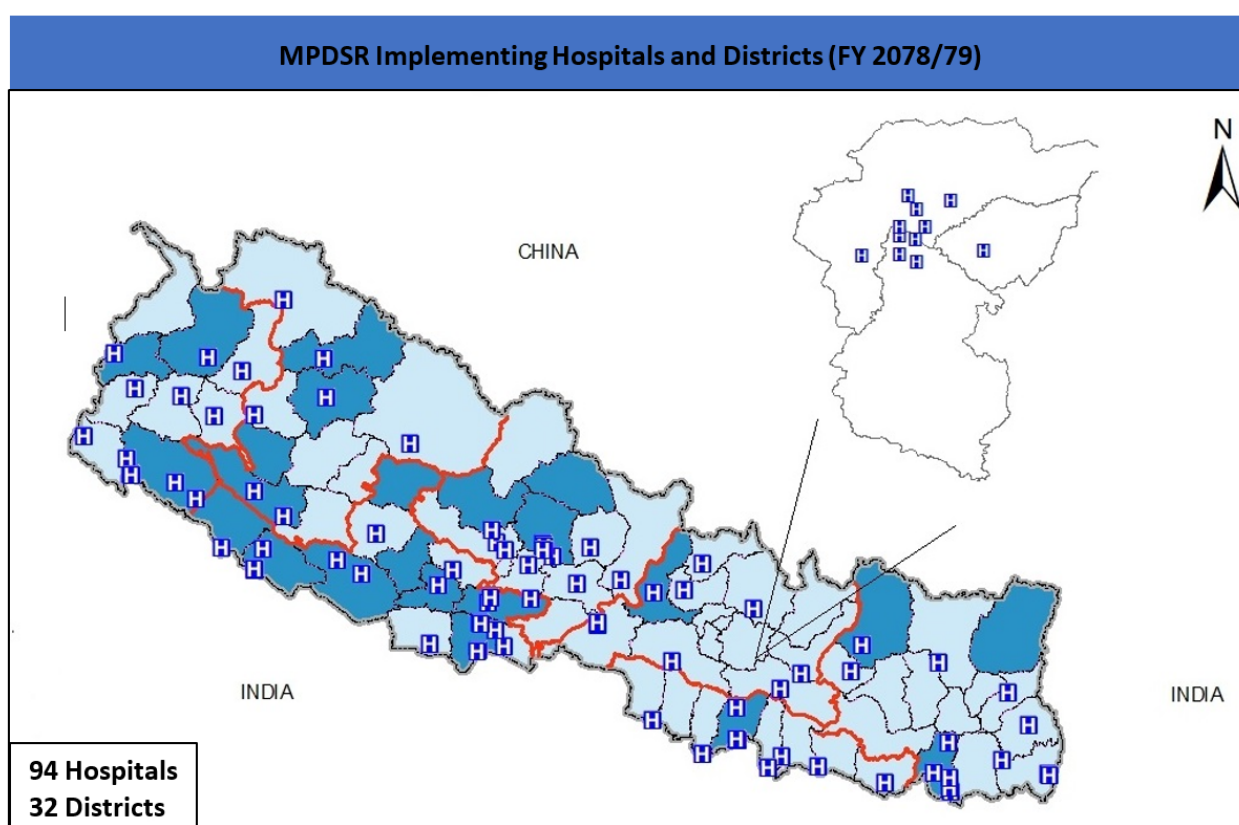 MPDSR Implementing Hospitals and Districts (FY 2078/79)
N
CHINA
INDIA
INDIA
94 Hospitals
32 Districts